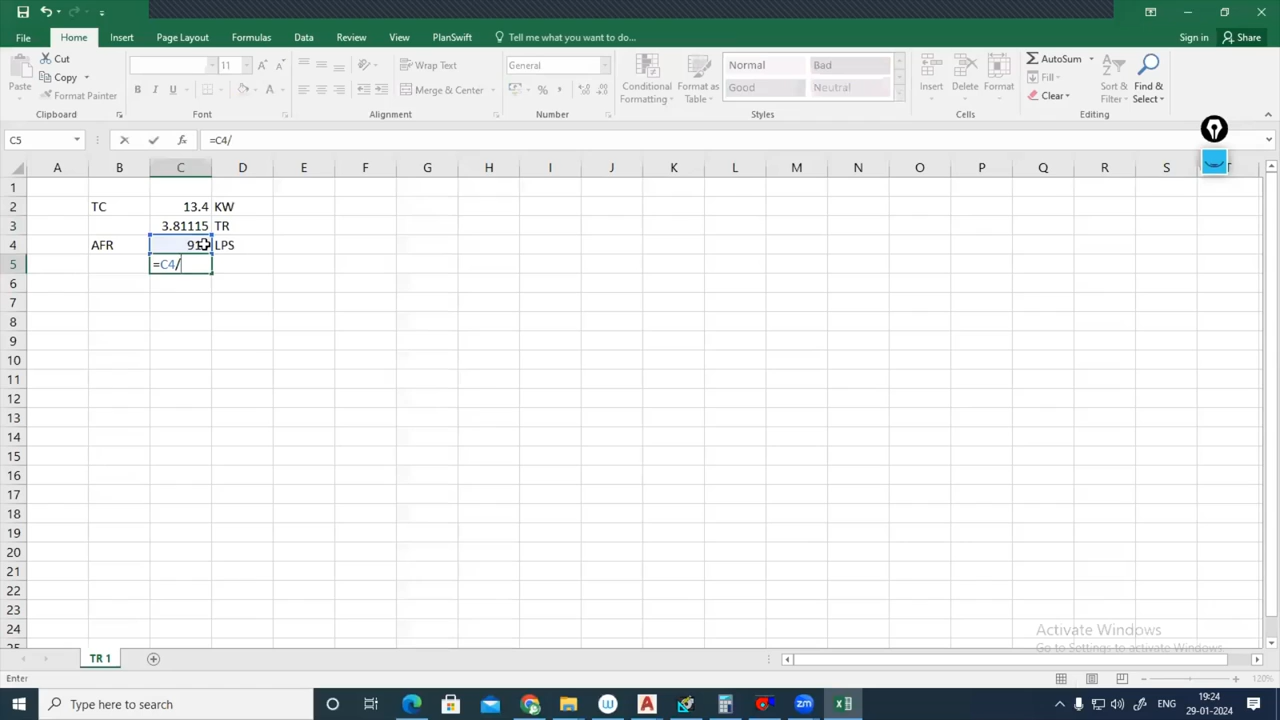 File Home Insert Page Layout Formulas Data Review View PlanSwift Tell me what you want to do... Sign in Share
Paste Cut Copy Format Painter Clipboard
11 B I U Font
Wrap Text Merge & Center Alignment
General % , Number
Conditional Formatting Format as Table Normal Bad Good Neutral Styles
Insert Delete Format Cells
AutoSum Fill Clear Sort & Filter Find & Select Editing
C5 fx =C4/
A B C D E F G H I J K L M N O P Q R S T
1
2 TC 13.4 KW
3 3.81115 TR
4 AFR LPS
5 =C4/
6
7
8
9
10
11
12
13
14
15
16
17
18
19
20
21
22
23
24
25
Activate Windows
Go to Settings to activate Windows.
TR 1
Enter 120%
Type here to search ENG 19:24
29-01-2024